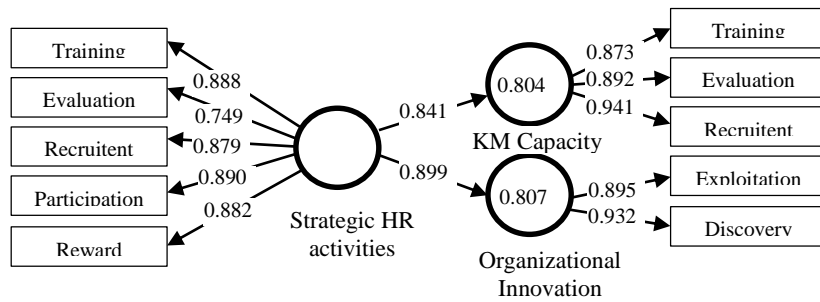 Training
Evaluation
Recruitent
Participation
Reward
0.888
0.749
0.879
0.890
0.882
Strategic HR
activities
0.841
0.899
0.804
KM Capacity
0.807
Organizational
Innovation
0.873
0.892
0.941
0.895
0.932
Training
Evaluation
Recruitent
Exploitation
Discovery